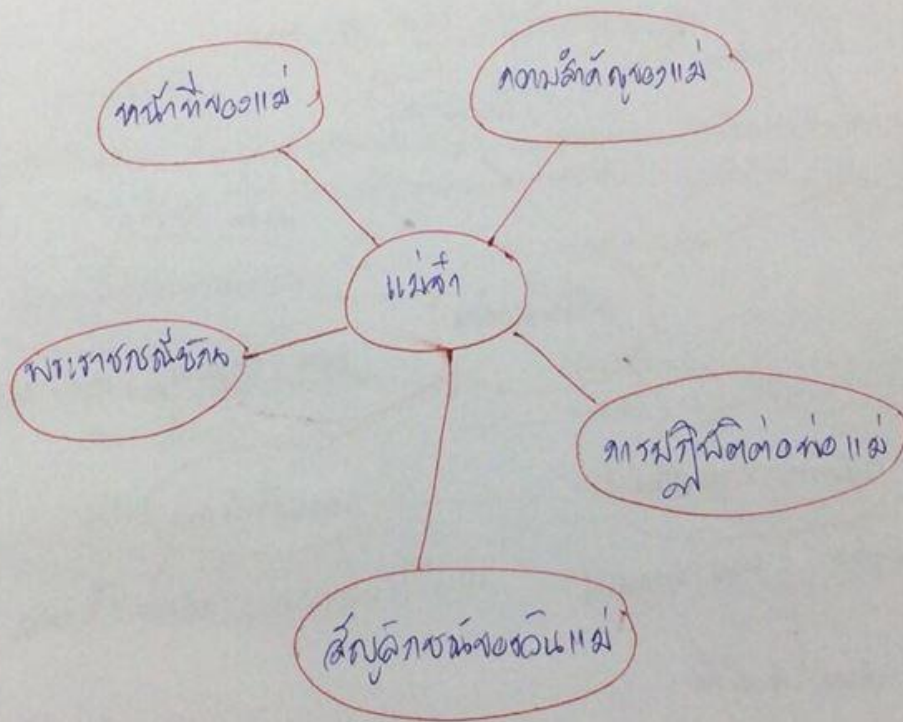 หน้าที่ของแม่
ความสำคัญของแม่
แม่จ๋า
พระราชกรณียกิจ
การปฏิบัติต่อพ่อแม่
สัญลักษณ์ของวันแม่